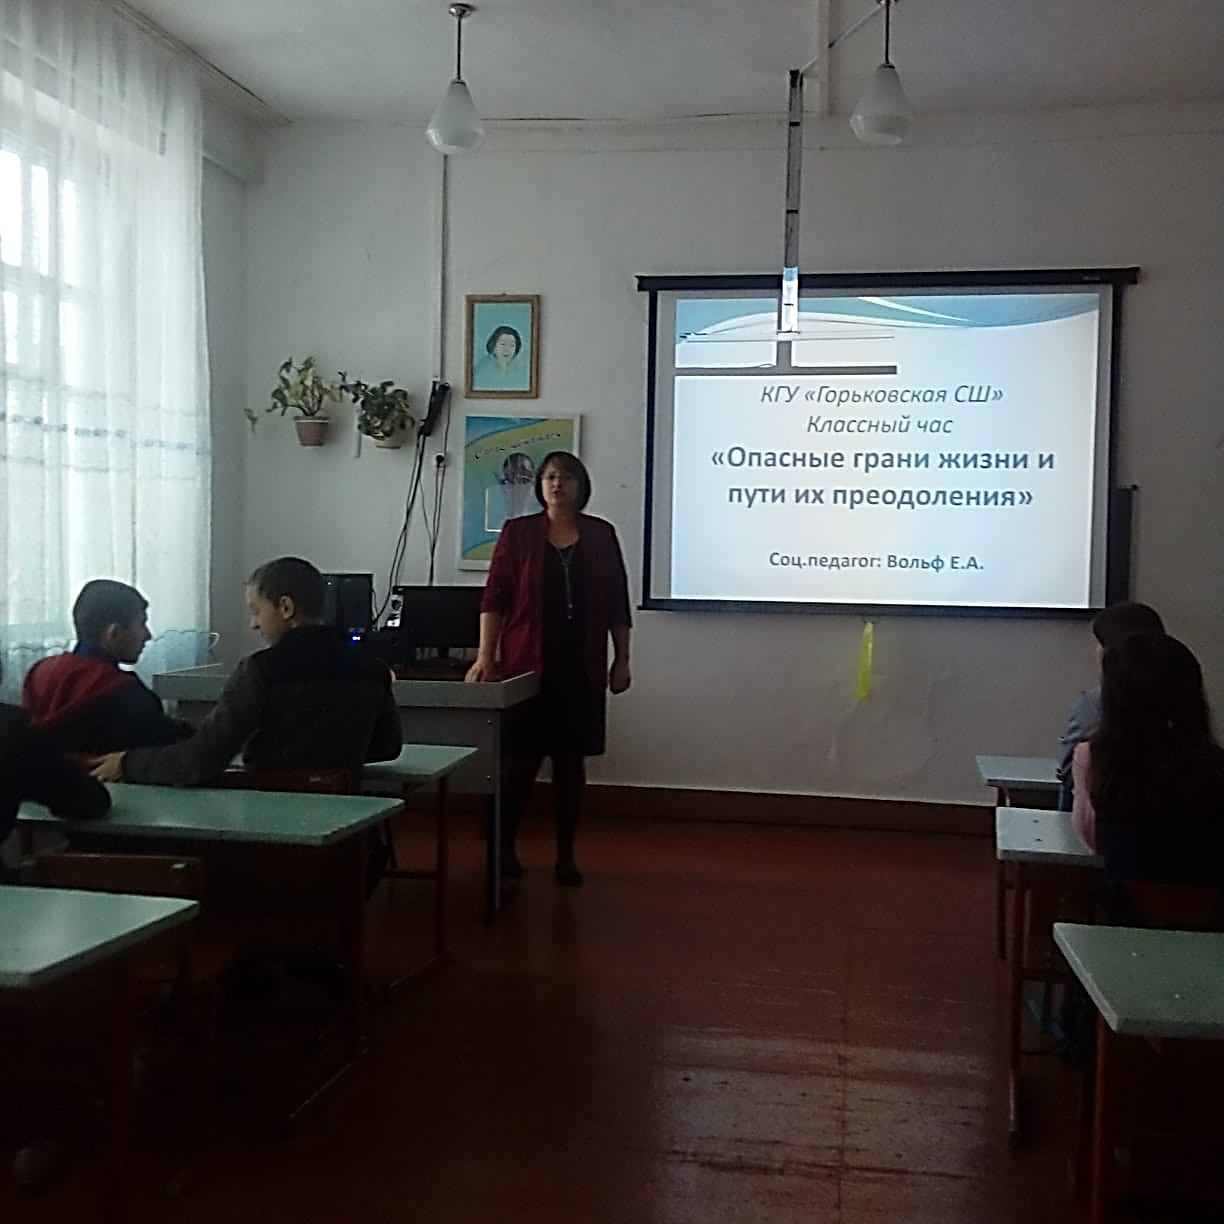 КГУ «Горьковская СШ»
Классный час
«Опасные грани жизни и
пути их преодоления»
Соц.педагог: Вольф Е.А.